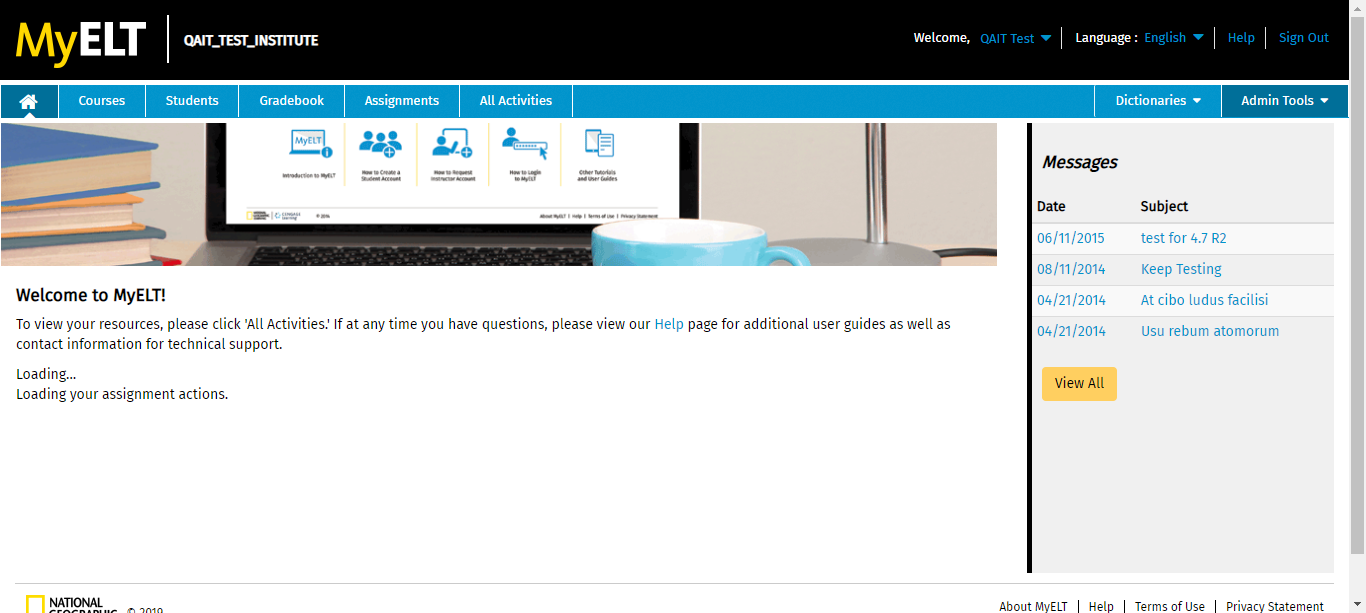 MyELT QAIT_TEST_INSTITUTE
Welcome, QAIT Test Language : English Help Sign Out
Courses Students Gradebook Assignments All Activities Dictionaries Admin Tools
MyELT
Introduction to MyELT
How to Create a
Student Account
How to Request
Instructor Account
How to Login
to MyELT
Other Tutorials
and User Guides
© 2016
About MyELT | Help | Terms of Use | Privacy Statement
Messages
Date Subject
06/11/2015 test for 4.7 R2
08/11/2014 Keep Testing
04/21/2014 At cibo ludus facilisi
04/21/2014 Usu rebum atomorum
View All
Welcome to MyELT!
To view your resources, please click 'All Activities.' If at any time you have questions, please view our Help page for additional user guides as well as
contact information for technical support.
Loading...
Loading your assignment actions.
NATIONAL
GEOGRAPHIC © 2019
About MyELT | Help | Terms of Use | Privacy Statement